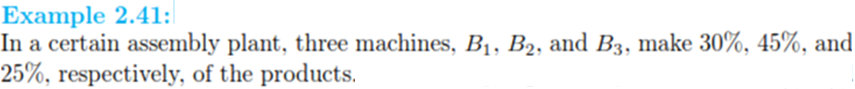 Example 2.41:
In a certain assembly plant, three machines, B₁, B₂, and B₃, make 30%, 45%, and
25%, respectively, of the products.